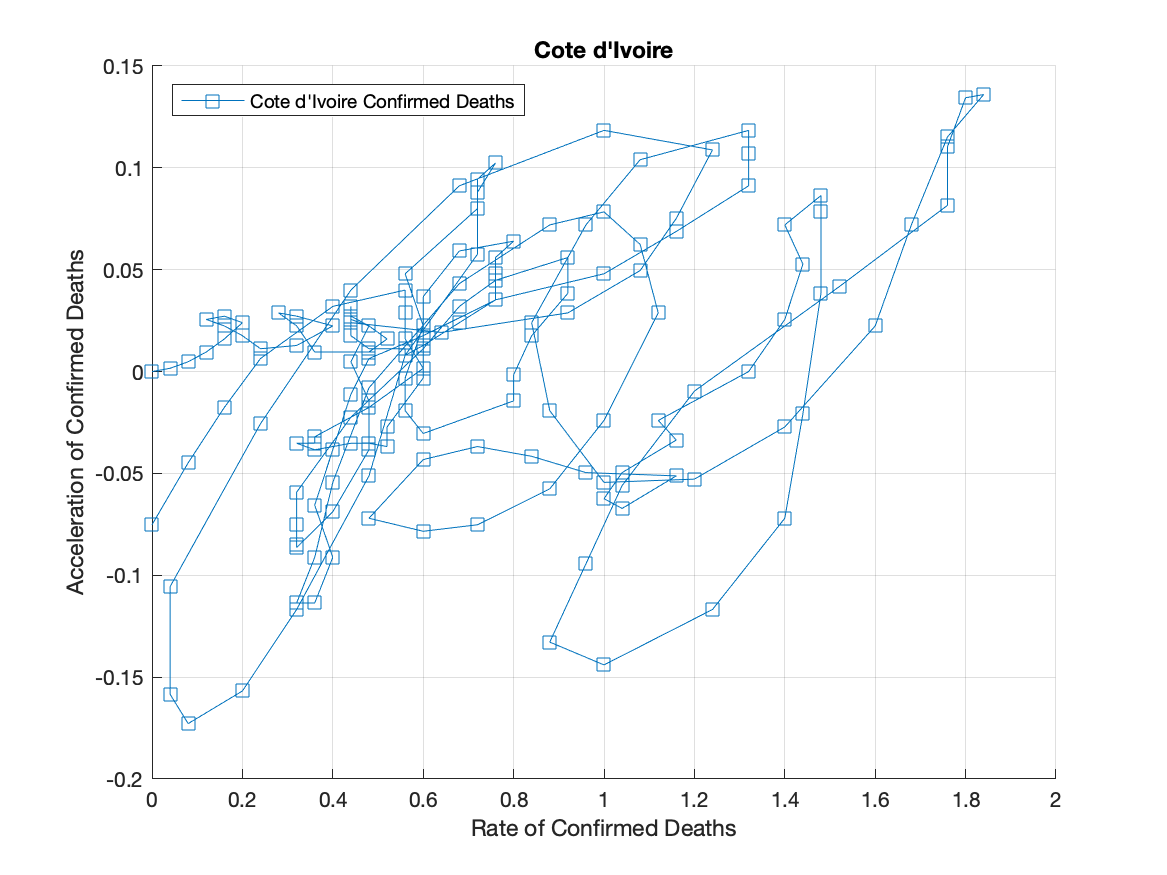 Cote d'Ivoire
0.15
Cote d'Ivoire Confirmed Deaths
0.1
0.05
0
-0.05
-0.1
-0.15
-0.2
Acceleration of Confirmed Deaths
0 0.2 0.4 0.6 0.8 1 1.2 1.4 1.6 1.8 2
Rate of Confirmed Deaths